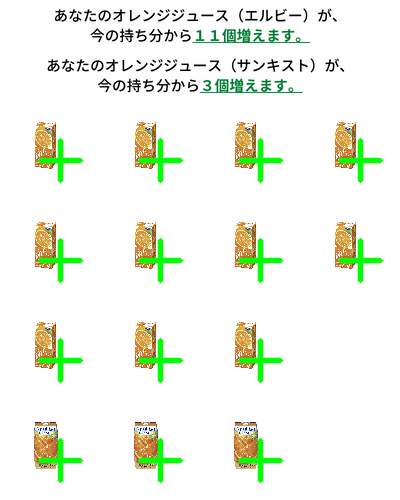 あなたのオレンジジュース（エルビー）が、
今の持ち分から１１個増えます。
あなたのオレンジジュース（サンキスト）が、
今の持ち分から３個増えます。